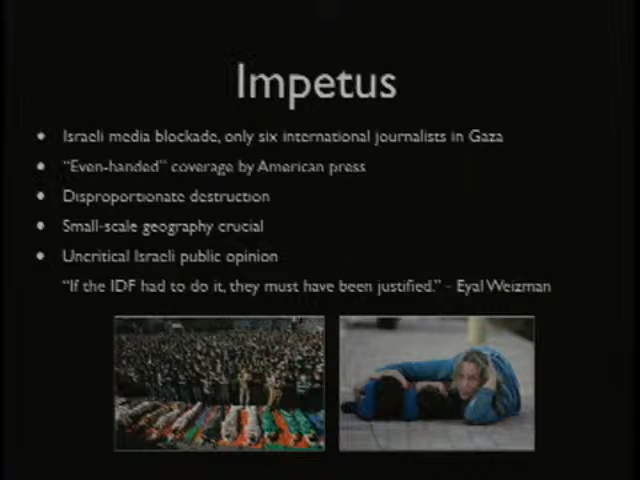 Impetus
• Israeli media blockade, only six international journalists in Gaza
• "Even-handed" coverage by American press
• Disproportionate destruction
• Small-scale geography crucial
• Uncritical Israeli public opinion
"If the IDF had to do it, they must have been justified." - Eyal Weizman